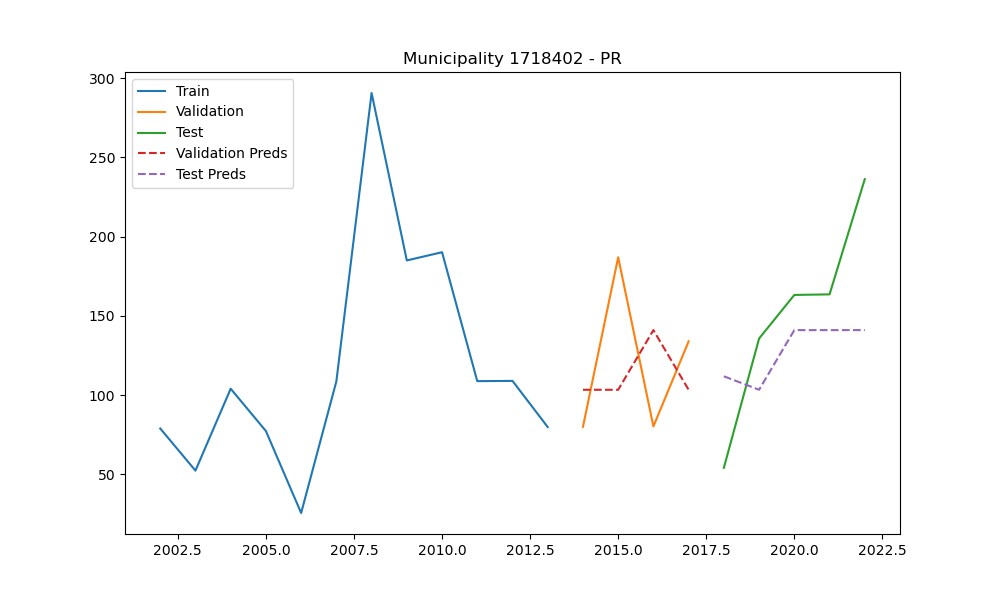 Municipality 1718402 - PR
300
250
200
150
100
50
Train
Validation
Test
Validation Preds
Test Preds
2002.5 2005.0 2007.5 2010.0 2012.5 2015.0 2017.5 2020.0 2022.5